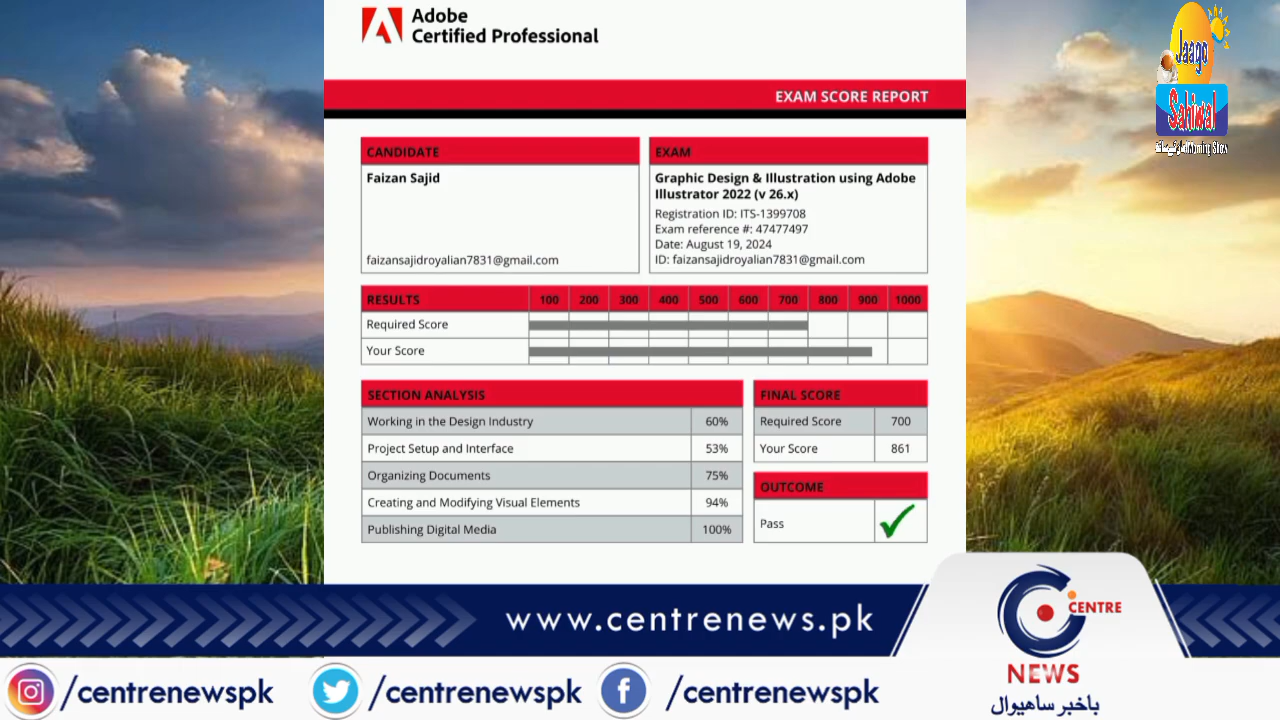 Adobe
Certified Professional
EXAM SCORE REPORT
CANDIDATE
Faizan Sajid
faizansajidroyalian7831@gmail.com
EXAM
Graphic Design & Illustration using Adobe
Illustrator 2022 (v 26.x)
Registration ID: ITS-1399708
Exam reference #: 47477497
Date: August 19, 2024
ID: faizansajidroyalian7831@gmail.com
RESULTS 100 200 300 400 500 600 700 800 900 1000
Required Score
Your Score
SECTION ANALYSIS
Working in the Design Industry 60%
Project Setup and Interface 53%
Organizing Documents 75%
Creating and Modifying Visual Elements 94%
Publishing Digital Media 100%
FINAL SCORE
Required Score 700
Your Score 861
OUTCOME
Pass
Jaago
Sahiwal
Morning Show
www.centrenews.pk
CENTRE
NEWS
باخبر ساهیوال
/centrenewspk /centrenewspk /centrenewspk